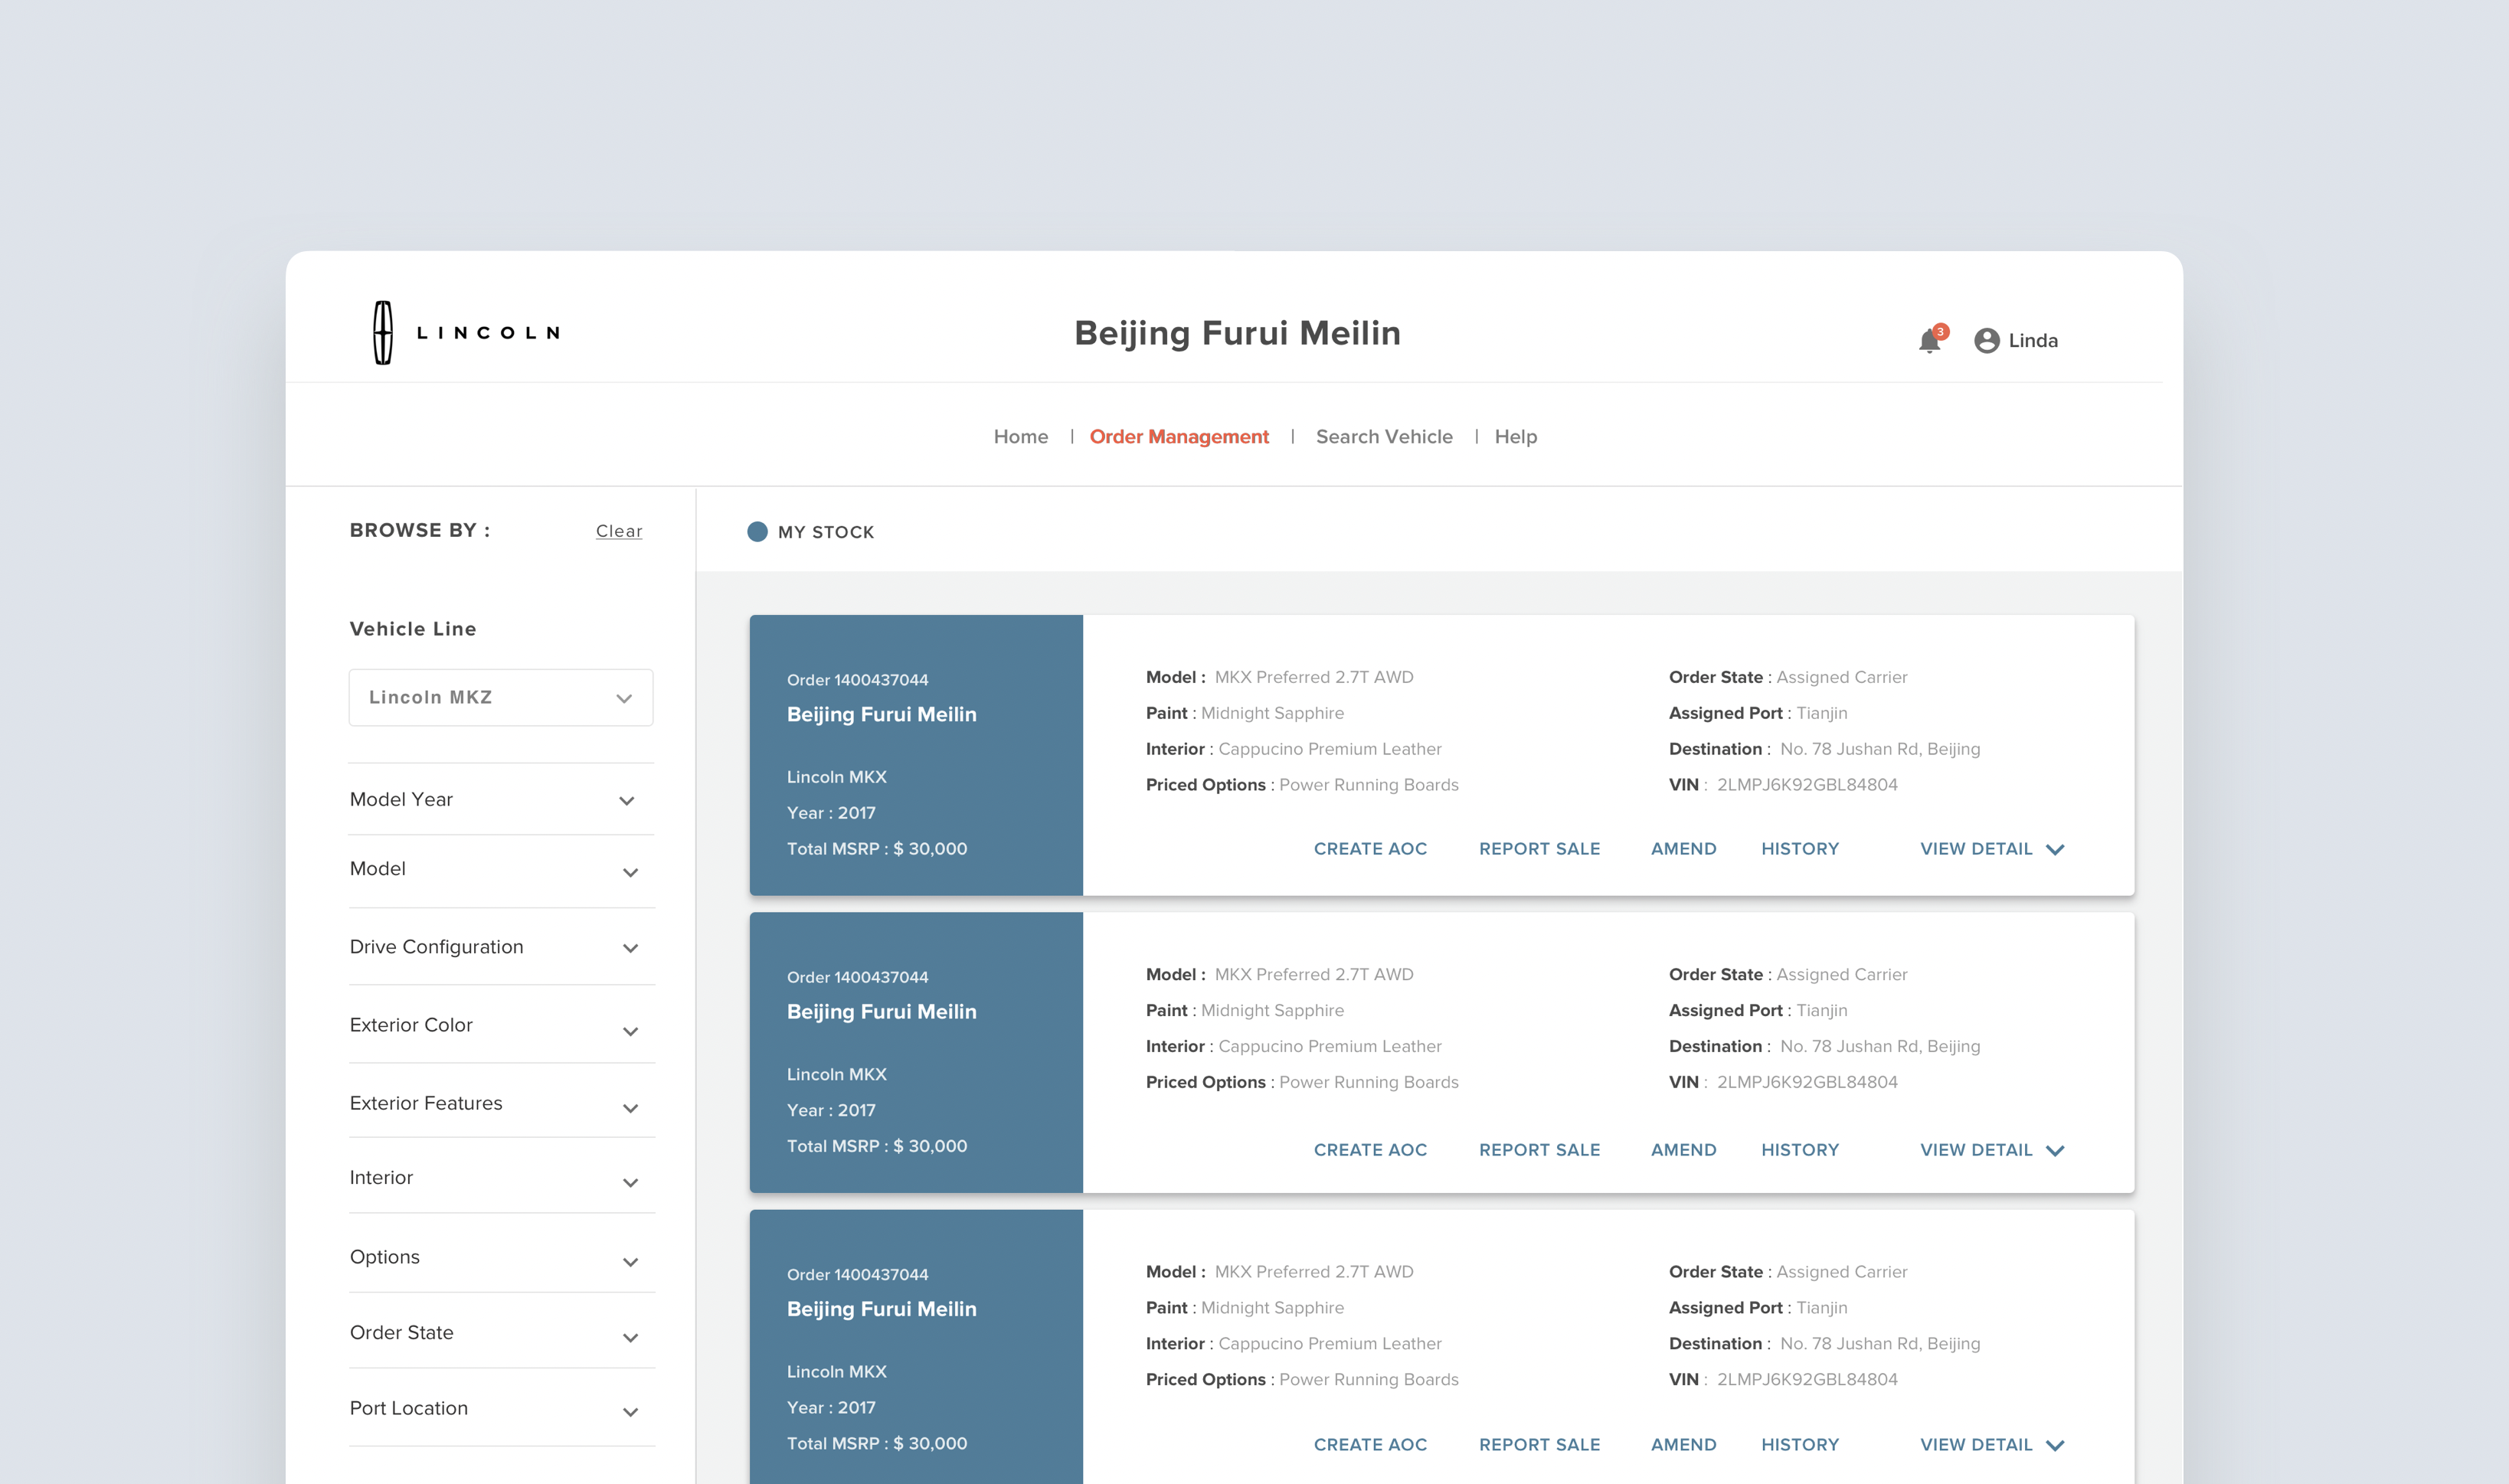 LINCOLN
Beijing Furui Meilin
3
Linda
Home | Order Management | Search Vehicle | Help
BROWSE BY :
Clear
MY STOCK
Vehicle Line
Lincoln MKZ
Model Year
Model
Drive Configuration
Exterior Color
Exterior Features
Interior
Options
Order State
Port Location
Order 1400437044
Beijing Furui Meilin
Lincoln MKX
Year : 2017
Total MSRP : $ 30,000
Model : MKX Preferred 2.7T AWD
Paint : Midnight Sapphire
Interior : Cappucino Premium Leather
Priced Options : Power Running Boards
Order State : Assigned Carrier
Assigned Port : Tianjin
Destination : No. 78 Jushan Rd, Beijing
VIN : 2LMPJ6K92GBL84804
CREATE AOC REPORT SALE AMEND HISTORY VIEW DETAIL
Order 1400437044
Beijing Furui Meilin
Lincoln MKX
Year : 2017
Total MSRP : $ 30,000
Model : MKX Preferred 2.7T AWD
Paint : Midnight Sapphire
Interior : Cappucino Premium Leather
Priced Options : Power Running Boards
Order State : Assigned Carrier
Assigned Port : Tianjin
Destination : No. 78 Jushan Rd, Beijing
VIN : 2LMPJ6K92GBL84804
CREATE AOC REPORT SALE AMEND HISTORY VIEW DETAIL
Order 1400437044
Beijing Furui Meilin
Lincoln MKX
Year : 2017
Total MSRP : $ 30,000
Model : MKX Preferred 2.7T AWD
Paint : Midnight Sapphire
Interior : Cappucino Premium Leather
Priced Options : Power Running Boards
Order State : Assigned Carrier
Assigned Port : Tianjin
Destination : No. 78 Jushan Rd, Beijing
VIN : 2LMPJ6K92GBL84804
CREATE AOC REPORT SALE AMEND HISTORY VIEW DETAIL